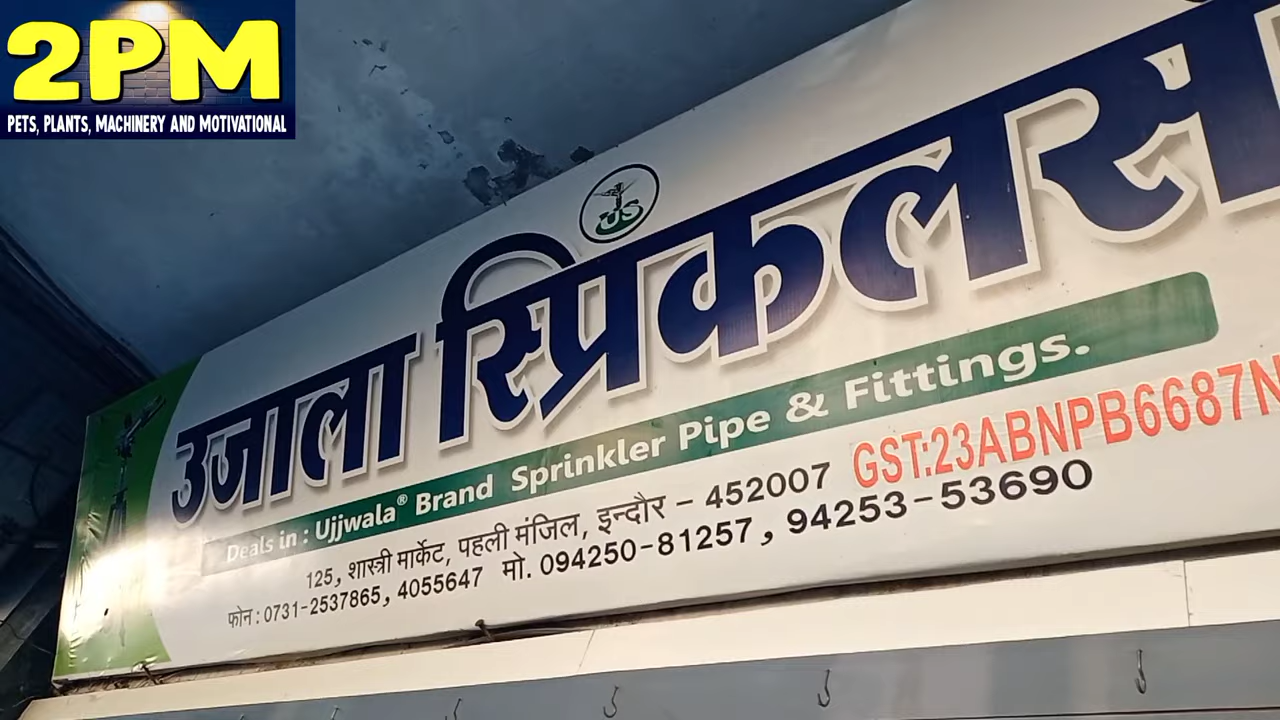 2PM
PETS, PLANTS, MACHINERY AND MOTIVATIONAL
US
उजाला स्प्रिंकलर्स
Deals in : Ujjwala® Brand Sprinkler Pipe & Fittings.
GST:23ABNPB6687N
125, शास्त्री मार्केट, पहली मंजिल, इन्दौर – 452007
फोन : 0731-2537865, 4055647 मो. 094250-81257, 94253-53690